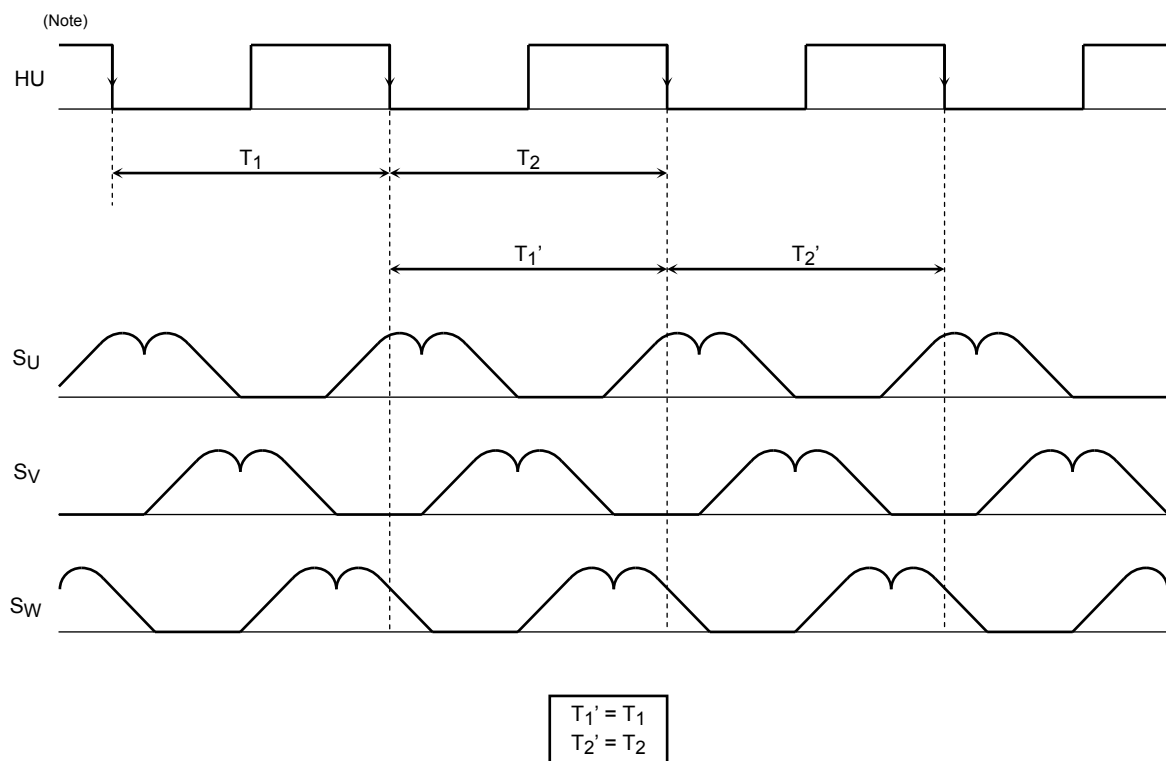 (Note)
HU
T1
T2
T1’
T2’
SU
SV
SW
T1’ = T1
T2’ = T2